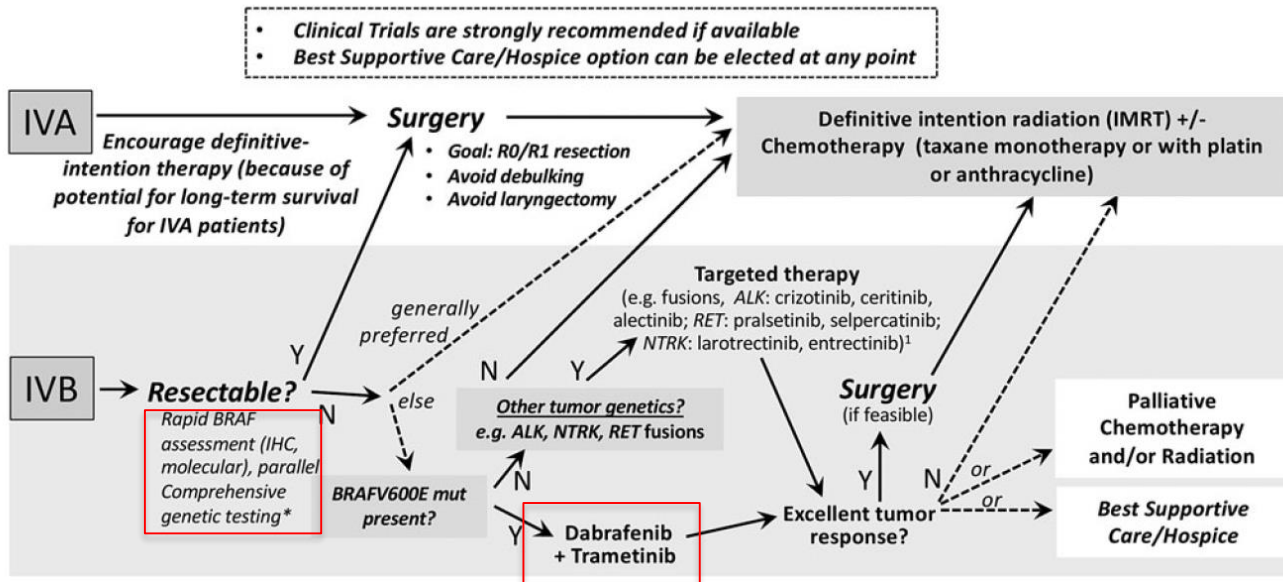 • Clinical Trials are strongly recommended if available
• Best Supportive Care/Hospice option can be elected at any point
IVA
Encourage definitive-
intention therapy (because of
potential for long-term survival
for IVA patients)
Surgery
• Goal: R0/R1 resection
• Avoid debulking
• Avoid laryngectomy
Definitive intention radiation (IMRT) +/-
Chemotherapy (taxane monotherapy or with platin
or anthracycline)
IVB
Resectable?
Y
N
Rapid BRAF
assessment (IHC,
molecular), parallel
Comprehensive
genetic testing*
generally
preferred
else
BRAFV600E mut
present?
N
Y
Other tumor genetics?
e.g. ALK, NTRK, RET fusions
N
Y
Targeted therapy
(e.g. fusions, ALK: crizotinib, ceritinib,
alectinib; RET: pralsetinib, selpercatinib;
NTRK: larotrectinib, entrectinib)¹
Dabrafenib
+ Trametinib
Excellent tumor
response?
Y
N
Surgery
(if feasible)
or
or
Palliative
Chemotherapy
and/or Radiation
Best Supportive
Care/Hospice